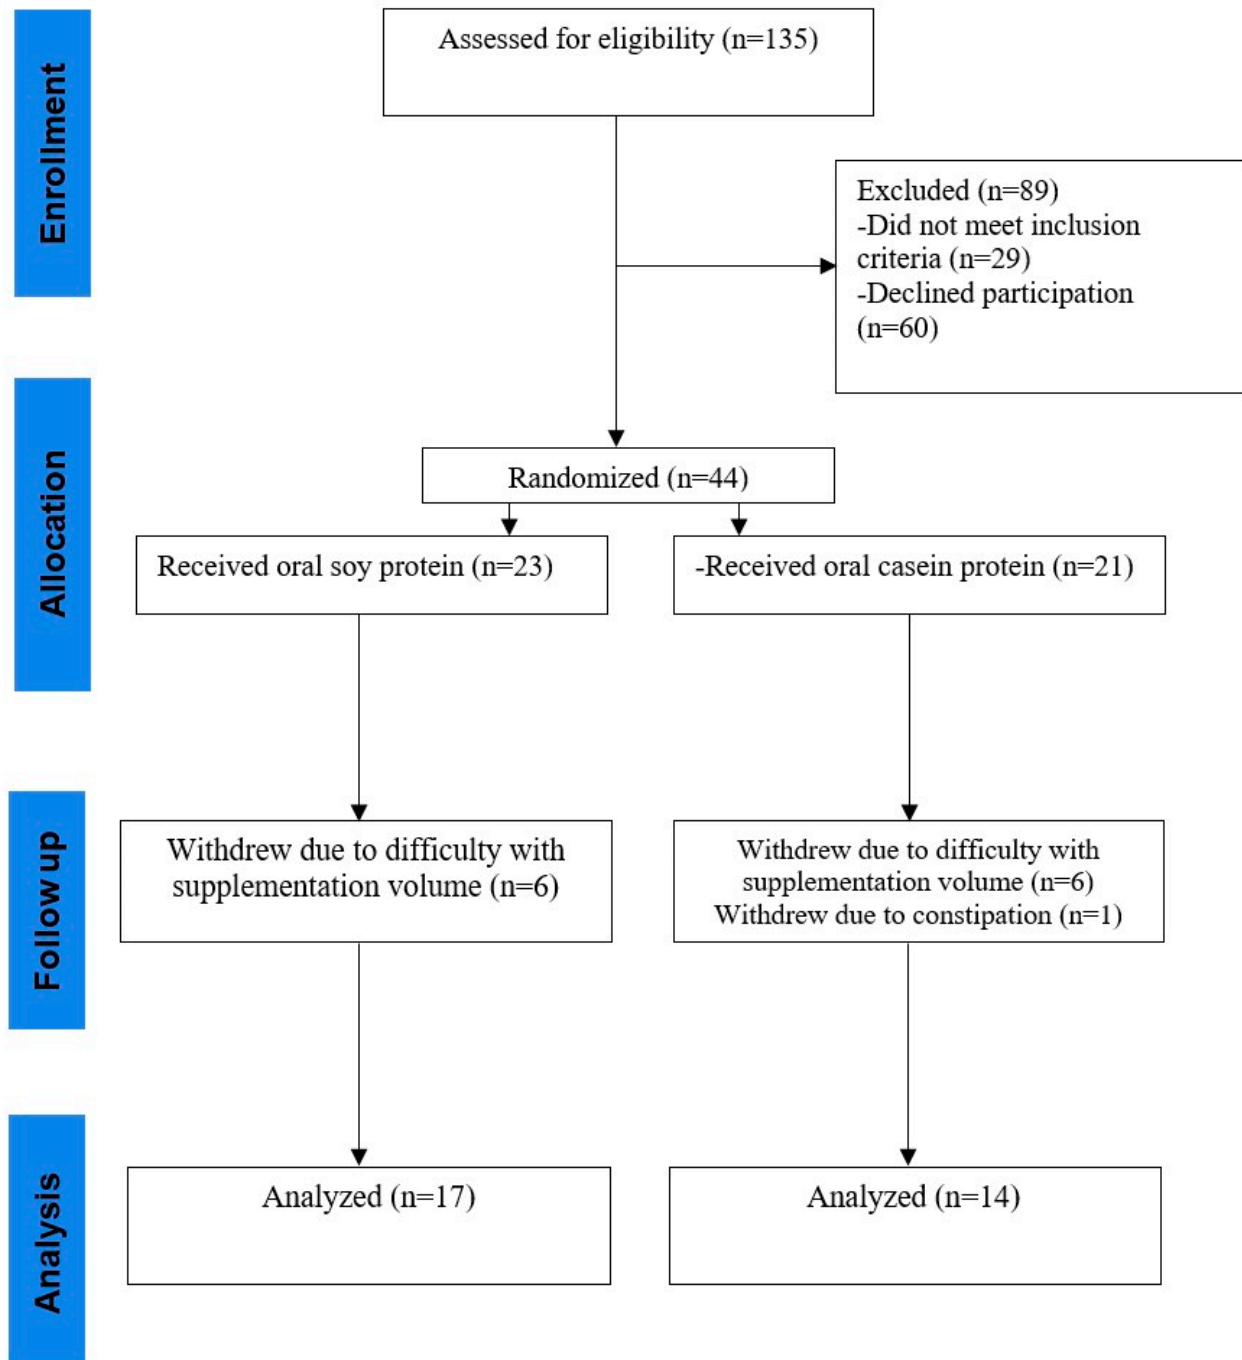 Enrollment
Assessed for eligibility (n=135)
Excluded (n=89)
-Did not meet inclusion
criteria (n=29)
-Declined participation
(n=60)
Allocation
Randomized (n=44)
Received oral soy protein (n=23)
-Received oral casein protein (n=21)
Follow up
Withdrew due to difficulty with
supplementation volume (n=6)
Withdrew due to difficulty with
supplementation volume (n=6)
Withdrew due to constipation (n=1)
Analysis
Analyzed (n=17)
Analyzed (n=14)